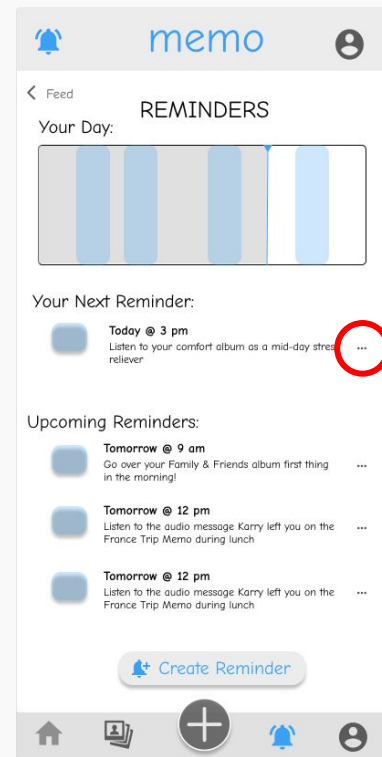 memo
Feed
REMINDERS
Your Day:
Your Next Reminder:
Today @ 3 pm
Listen to your comfort album as a mid-day stres
reliever
...
Upcoming Reminders:
Tomorrow @ 9 am
Go over your Family & Friends album first thing
in the morning!
...
Tomorrow @ 12 pm
Listen to the audio message Karry left you on the
France Trip Memo during lunch
...
Tomorrow @ 12 pm
Listen to the audio message Karry left you on the
France Trip Memo during lunch
...
Create Reminder